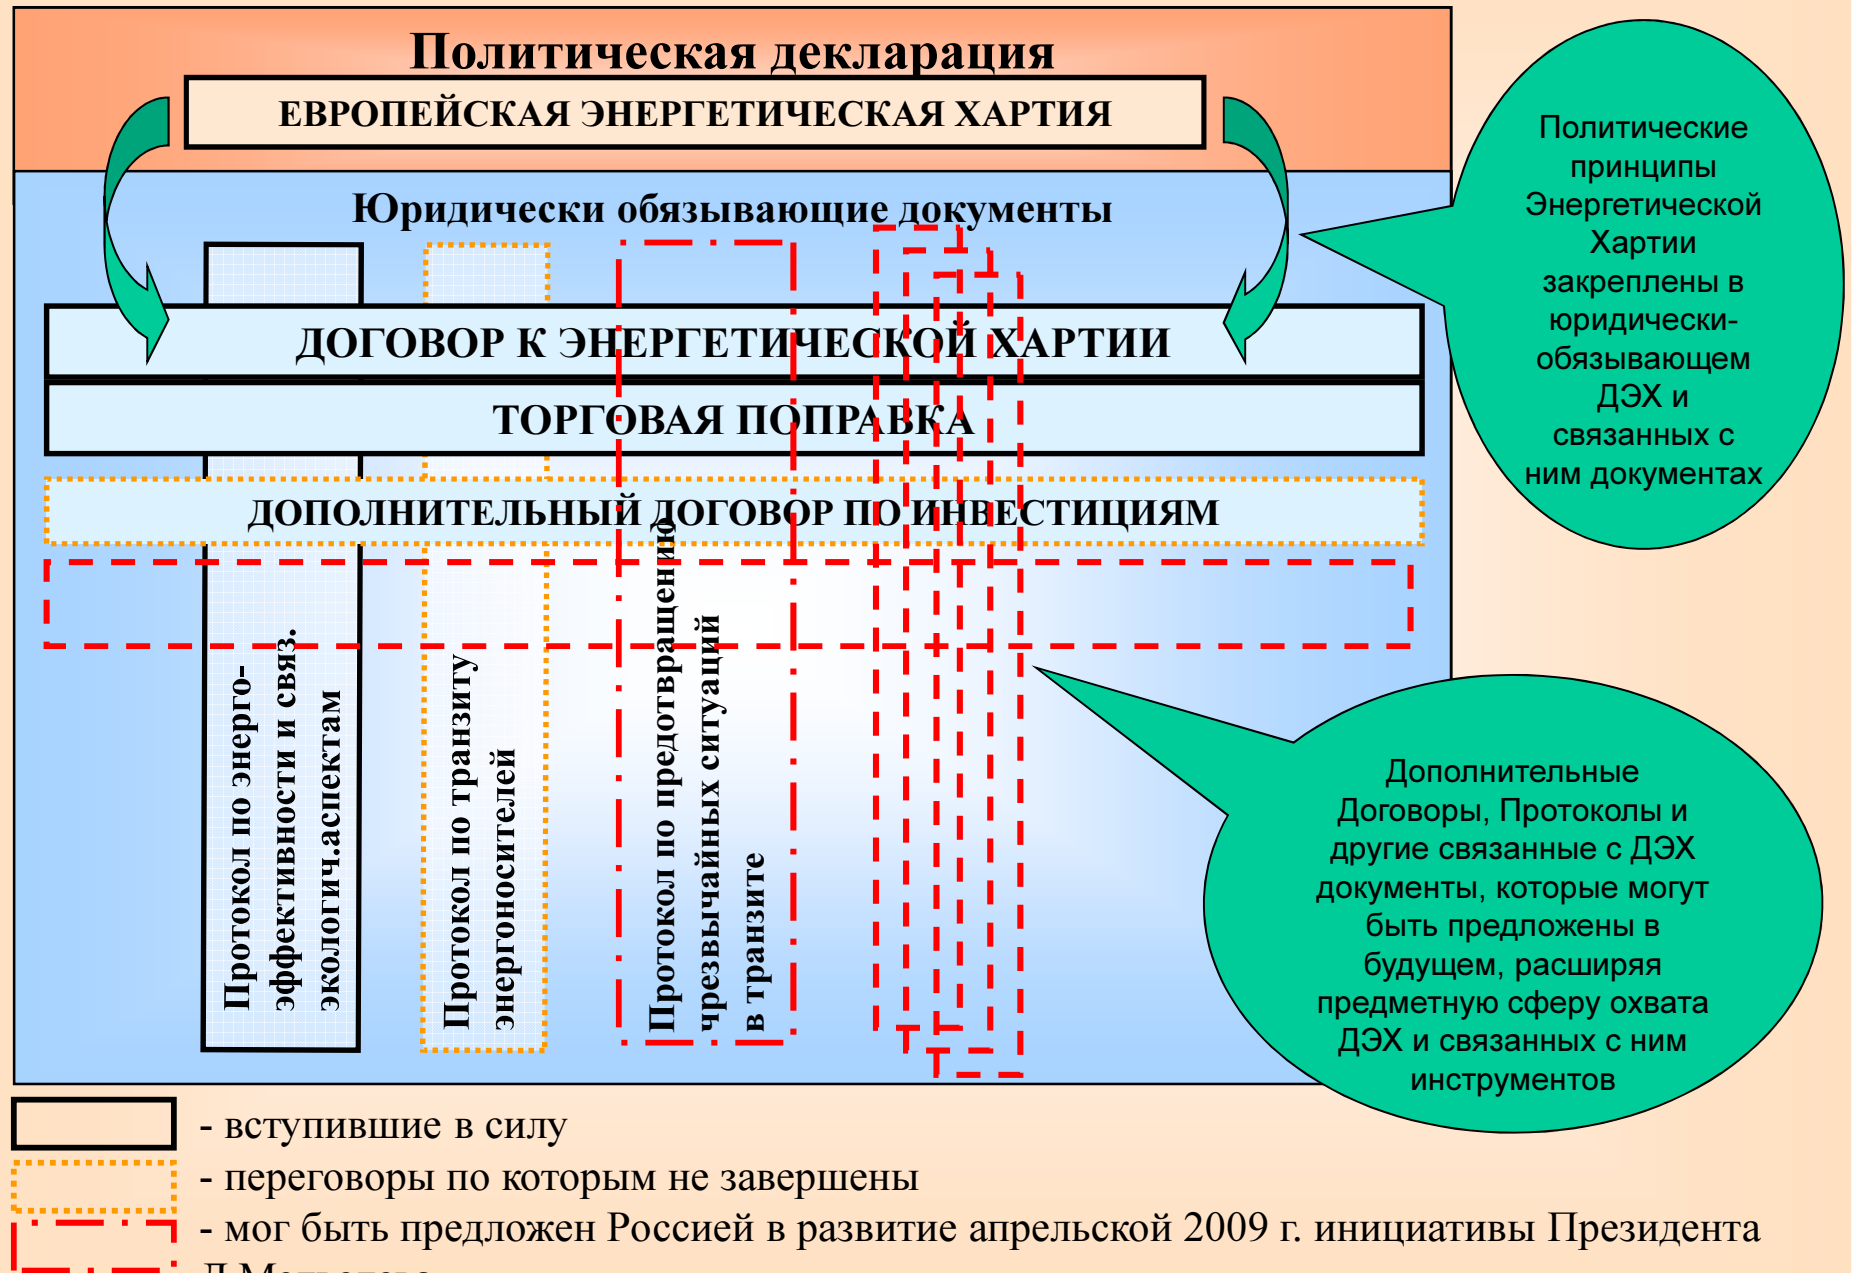 Политическая декларация
ЕВРОПЕЙСКАЯ ЭНЕРГЕТИЧЕСКАЯ ХАРТИЯ
Юридически обязывающие документы
ДОГОВОР К ЭНЕРГЕТИЧЕСКОЙ ХАРТИИ
ТОРГОВАЯ ПОПРАВКА
ДОПОЛНИТЕЛЬНЫЙ ДОГОВОР ПО ИНВЕСТИЦИЯМ
Протокол по энерго-
эффективности и связ.
экологич.аспектам
Протокол по транзиту
энергоносителей
Протокол по предотвращению
чрезвычайных ситуаций
в транзите
Политические
принципы
Энергетической
Хартии
закреплены в
юридически-
обязывающем
ДЭХ и
связанных с
ним документах
Дополнительные
Договоры, Протоколы и
другие связанные с ДЭХ
документы, которые могут
быть предложены в
будущем, расширяя
предметную сферу охвата
ДЭХ и связанных с ним
инструментов
- вступившие в силу
- переговоры по которым не завершены
- мог быть предложен Россией в развитие апрельской 2009 г. инициативы Президента